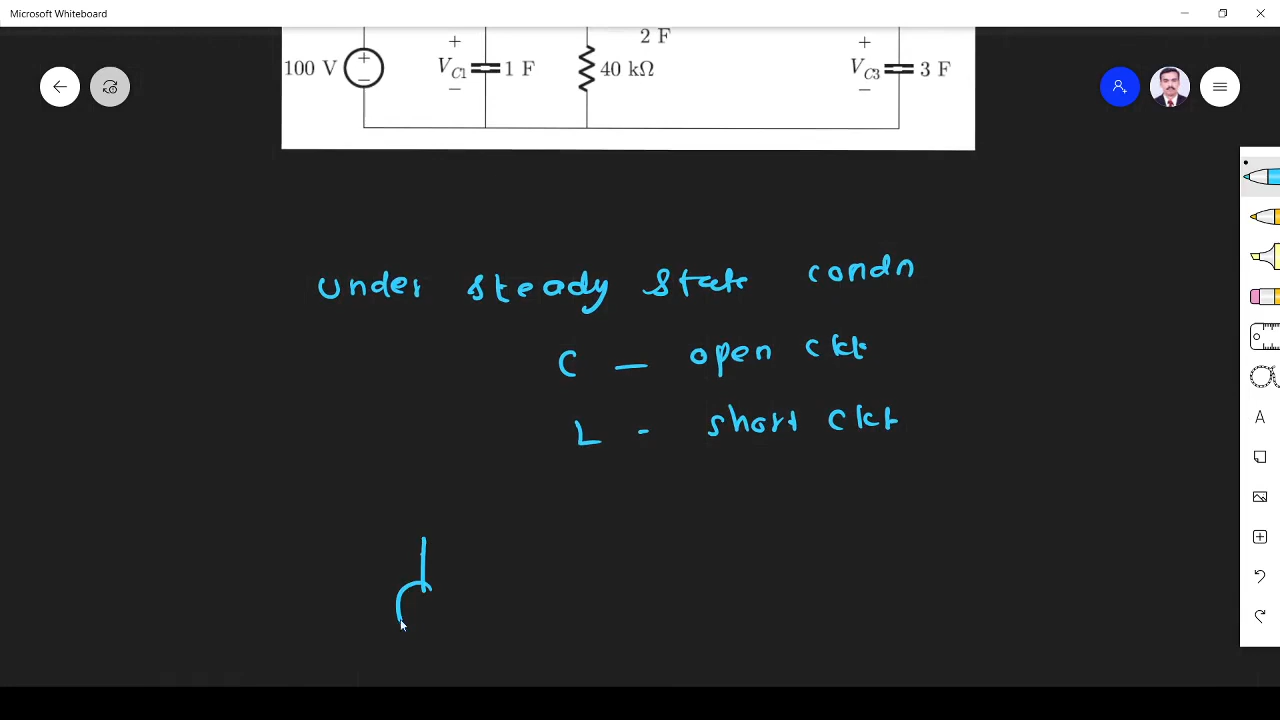 Microsoft Whiteboard
2 F
100 V + − + V_C1 − 1 F 40 kΩ + V_C3 − 3 F
under steady state condn
C — open ckt
L - short ckt
A